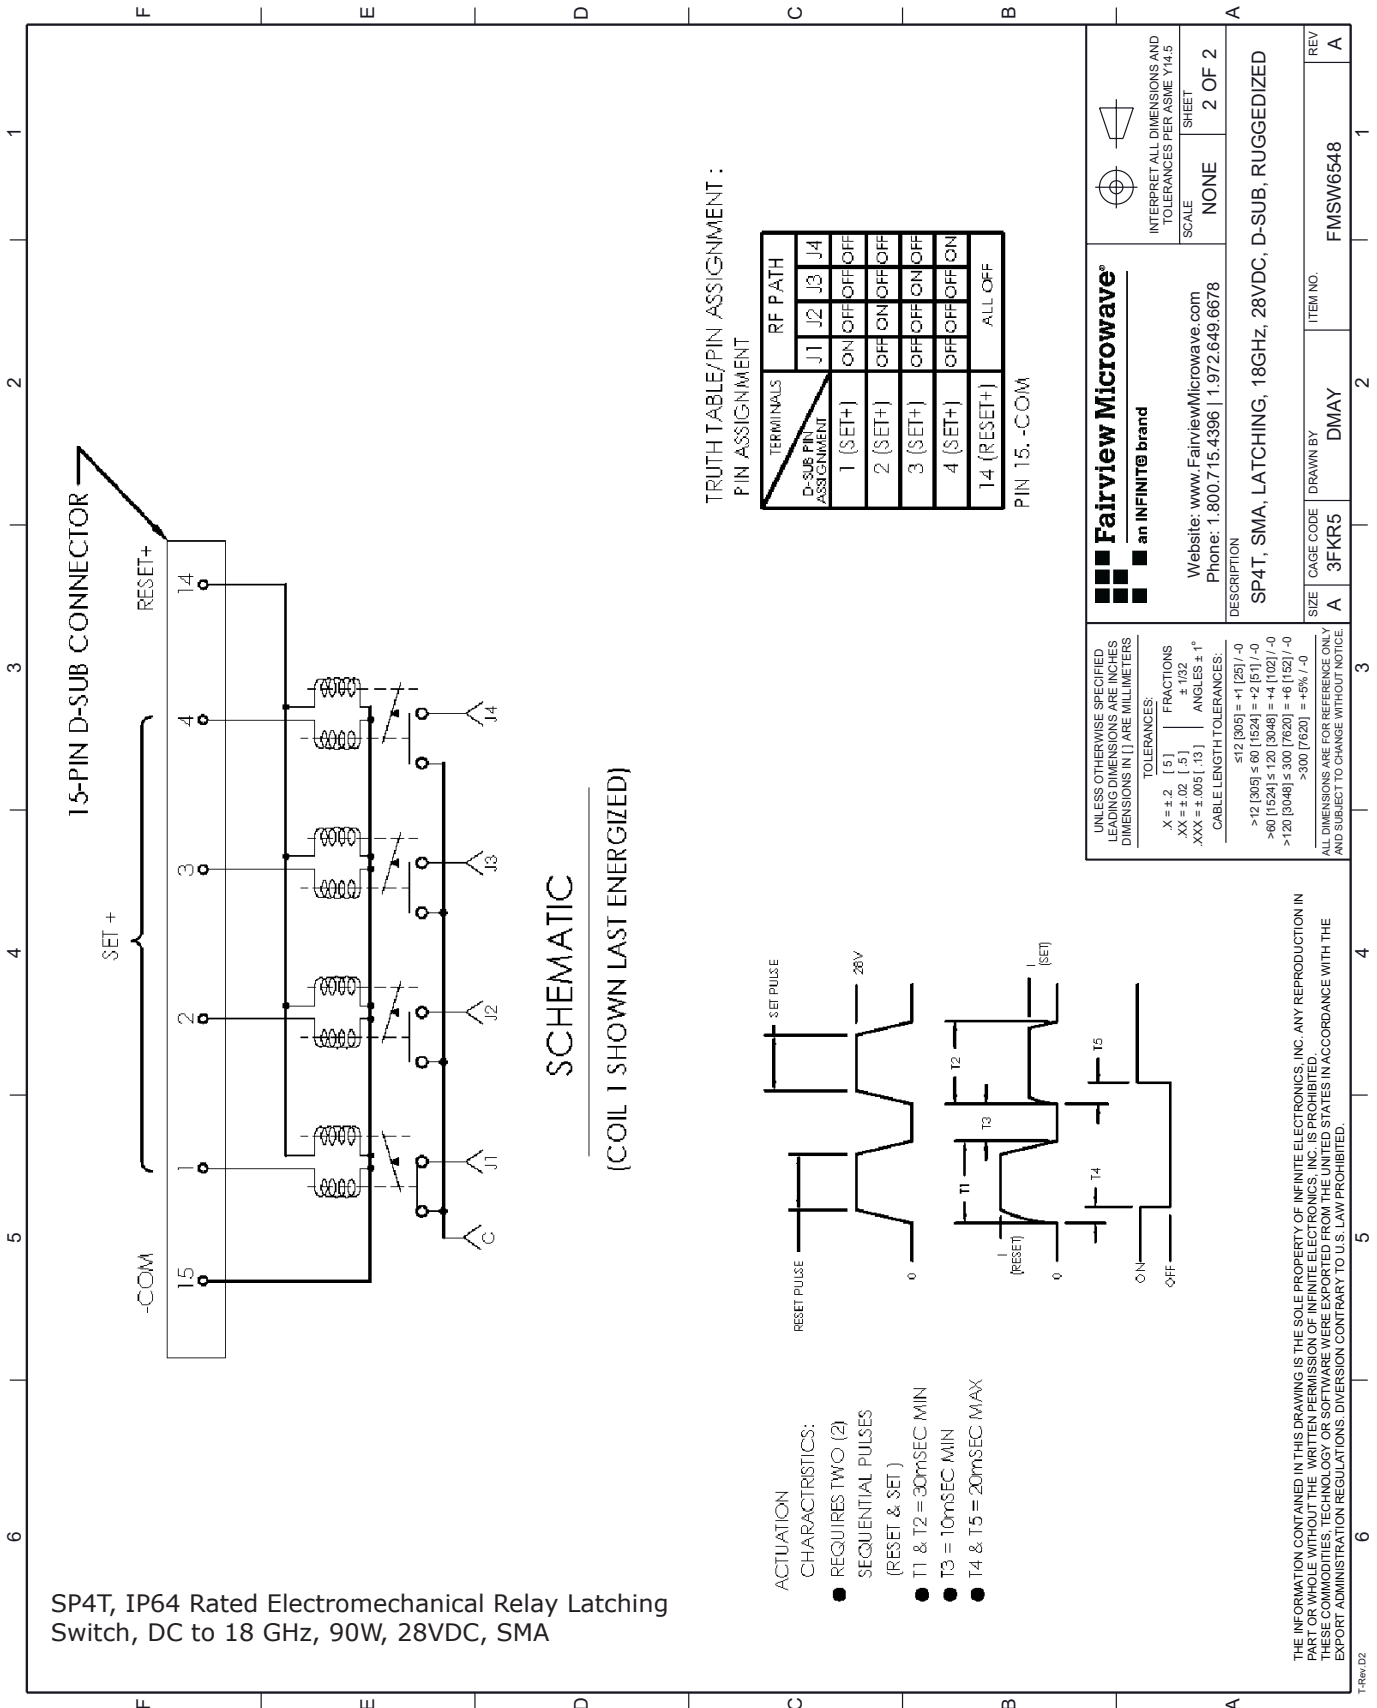 SP4T, IP64 Rated Electromechanical Relay Latching
Switch, DC to 18 GHz, 90W, 28VDC, SMA
6
5
4
3
2
1
F
E
D
C
B
A
15-PIN D-SUB CONNECTOR
-COM
SET +
RESET+
15
1
2
3
4
14
C
J1
J2
J3
J4
SCHEMATIC
(COIL 1 SHOWN LAST ENERGIZED)
TRUTH TABLE/PIN ASSIGNMENT :
PIN ASSIGNMENT
TERMINALS
D-SUB PIN
ASSIGNMENT
RF PATH
J1 J2 J3 J4
1 (SET+) ON OFF OFF OFF
2 (SET+) OFF ON OFF OFF
3 (SET+) OFF OFF ON OFF
4 (SET+) OFF OFF OFF ON
14 (RESET+) ALL OFF
PIN 15. -COM
ACTUATION
CHARACTRISTICS:
● REQUIRES TWO (2)
SEQUENTIAL PULSES
(RESET & SET )
● T1 & T2 = 30mSEC MIN
● T3 = 10mSEC MIN
● T4 & T5 = 20mSEC MAX
RESET PULSE
SET PULSE
28V
0
I
(RESET)
T1
T3
T2
I
(SET)
0
T4
T5
ON
OFF
UNLESS OTHERWISE SPECIFIED
LEADING DIMENSIONS ARE INCHES
DIMENSIONS IN [ ] ARE MILLIMETERS
TOLERANCES:
.X = ±.2 [ 5 ]
.XX = ±.02 [ .5 ]
.XXX = ±.005 [ .13 ]
FRACTIONS
± 1/32
ANGLES ± 1°
CABLE LENGTH TOLERANCES:
≤12 [305] = +1 [25] / -0
>12 [305] ≤ 60 [1524] = +2 [51] / -0
>60 [1524] ≤ 120 [3048] = +4 [102] / -0
>120 [3048] ≤ 300 [7620] = +6 [152] / -0
>300 [7620] = +5% / -0
ALL DIMENSIONS ARE FOR REFERENCE ONLY
AND SUBJECT TO CHANGE WITHOUT NOTICE.
Fairview Microwave®
an INFINIT® brand
Website: www.FairviewMicrowave.com
Phone: 1.800.715.4396 | 1.972.649.6678
INTERPRET ALL DIMENSIONS AND
TOLERANCES PER ASME Y14.5
SCALE
NONE
SHEET
2 OF 2
DESCRIPTION
SP4T, SMA, LATCHING, 18GHz, 28VDC, D-SUB, RUGGEDIZED
SIZE
A
CAGE CODE
3FKR5
DRAWN BY
DMAY
ITEM NO.
FMSW6548
REV
A
THE INFORMATION CONTAINED IN THIS DRAWING IS THE SOLE PROPERTY OF INFINITE ELECTRONICS, INC. ANY REPRODUCTION IN
PART OR WHOLE WITHOUT THE WRITTEN PERMISSION OF INFINITE ELECTRONICS, INC. IS PROHIBITED.
THESE COMMODITIES, TECHNOLOGY OR SOFTWARE WERE EXPORTED FROM THE UNITED STATES IN ACCORDANCE WITH THE
EXPORT ADMINISTRATION REGULATIONS. DIVERSION CONTRARY TO U.S. LAW PROHIBITED.
6
5
4
3
2
1
F
E
D
C
B
A
T-Rev.D2